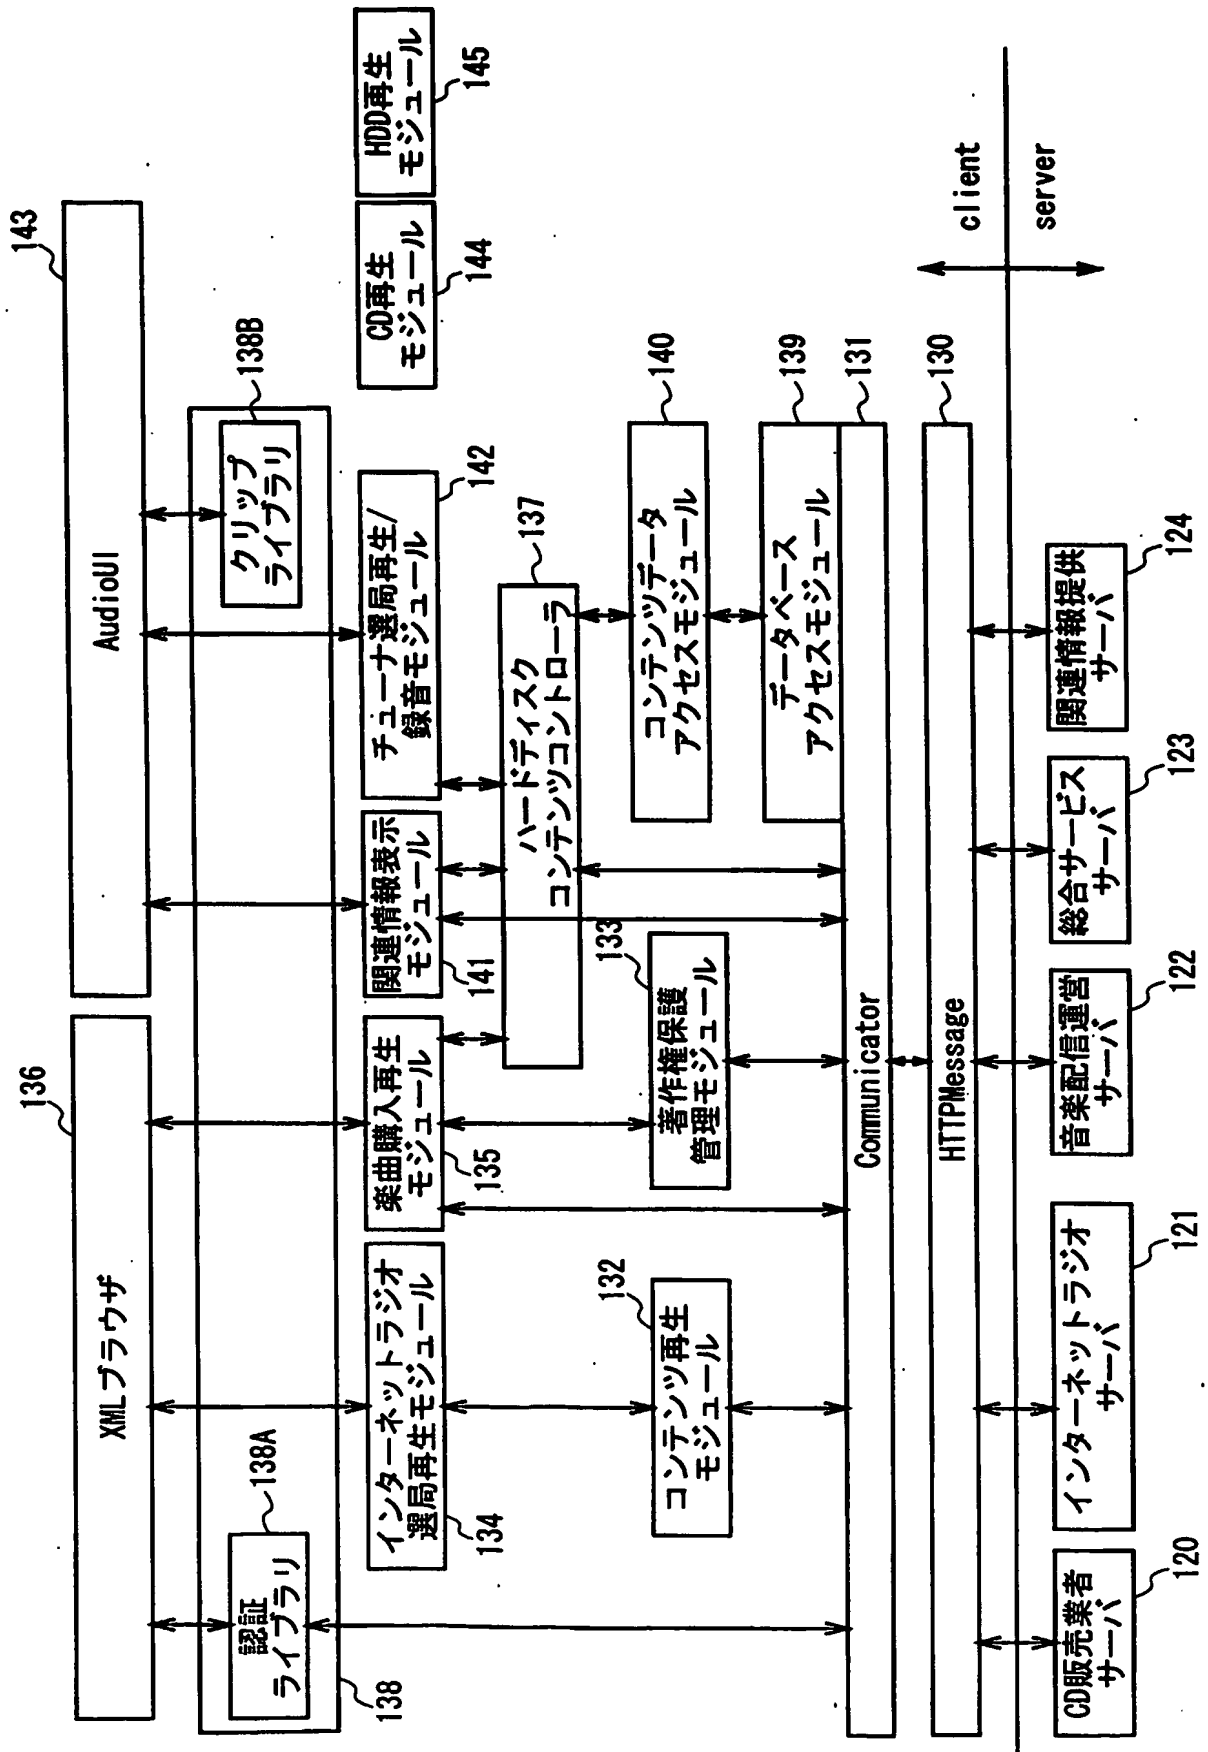 136
XMLブラウザ
143
AudioUI
138A
認証
ライブラリ
138
138B
クリップ
ライブラリ
インターネットラジオ
選局再生モジュール
134
楽曲購入再生
モジュール
135
関連情報表示
モジュール
141
チューナ選局再生/
録音モジュール
142
CD再生
モジュール
144
HDD再生
モジュール
145
ハードディスク
コンテンツコントローラ
137
132
コンテンツ再生
モジュール
133
著作権保護
管理モジュール
コンテンツデータ
アクセスモジュール
140
データベース
アクセスモジュール
139
Communicator
131
HTTPMessage
130
client
server
CD販売業者
サーバ
120
インターネットラジオ
サーバ
121
音楽配信運営
サーバ
122
総合サービス
サーバ
123
関連情報提供
サーバ
124